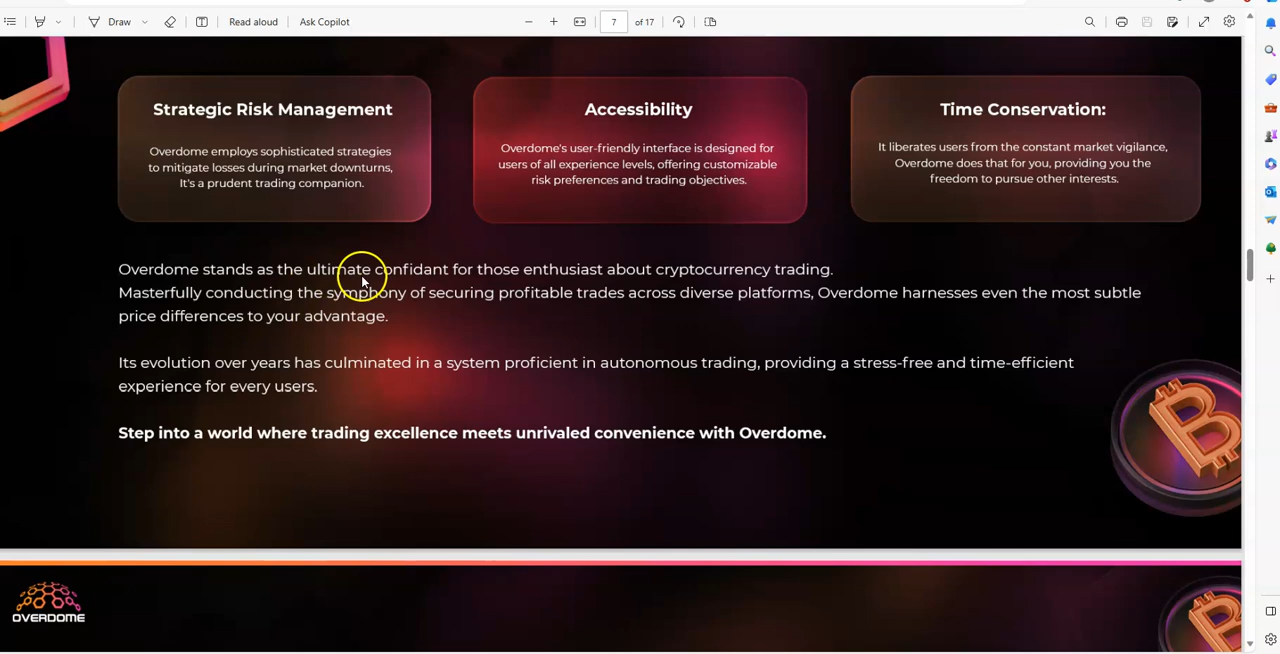 Draw
Read aloud
Ask Copilot
7
of 17
Strategic Risk Management
Overdome employs sophisticated strategies
to mitigate losses during market downturns,
It's a prudent trading companion.
Accessibility
Overdome's user-friendly interface is designed for
users of all experience levels, offering customizable
risk preferences and trading objectives.
Time Conservation:
It liberates users from the constant market vigilance,
Overdome does that for you, providing you the
freedom to pursue other interests.
Overdome stands as the ultimate confidant for those enthusiast about cryptocurrency trading.
Masterfully conducting the symphony of securing profitable trades across diverse platforms, Overdome harnesses even the most subtle
price differences to your advantage.
Its evolution over years has culminated in a system proficient in autonomous trading, providing a stress-free and time-efficient
experience for every users.
Step into a world where trading excellence meets unrivaled convenience with Overdome.
OVERDOME